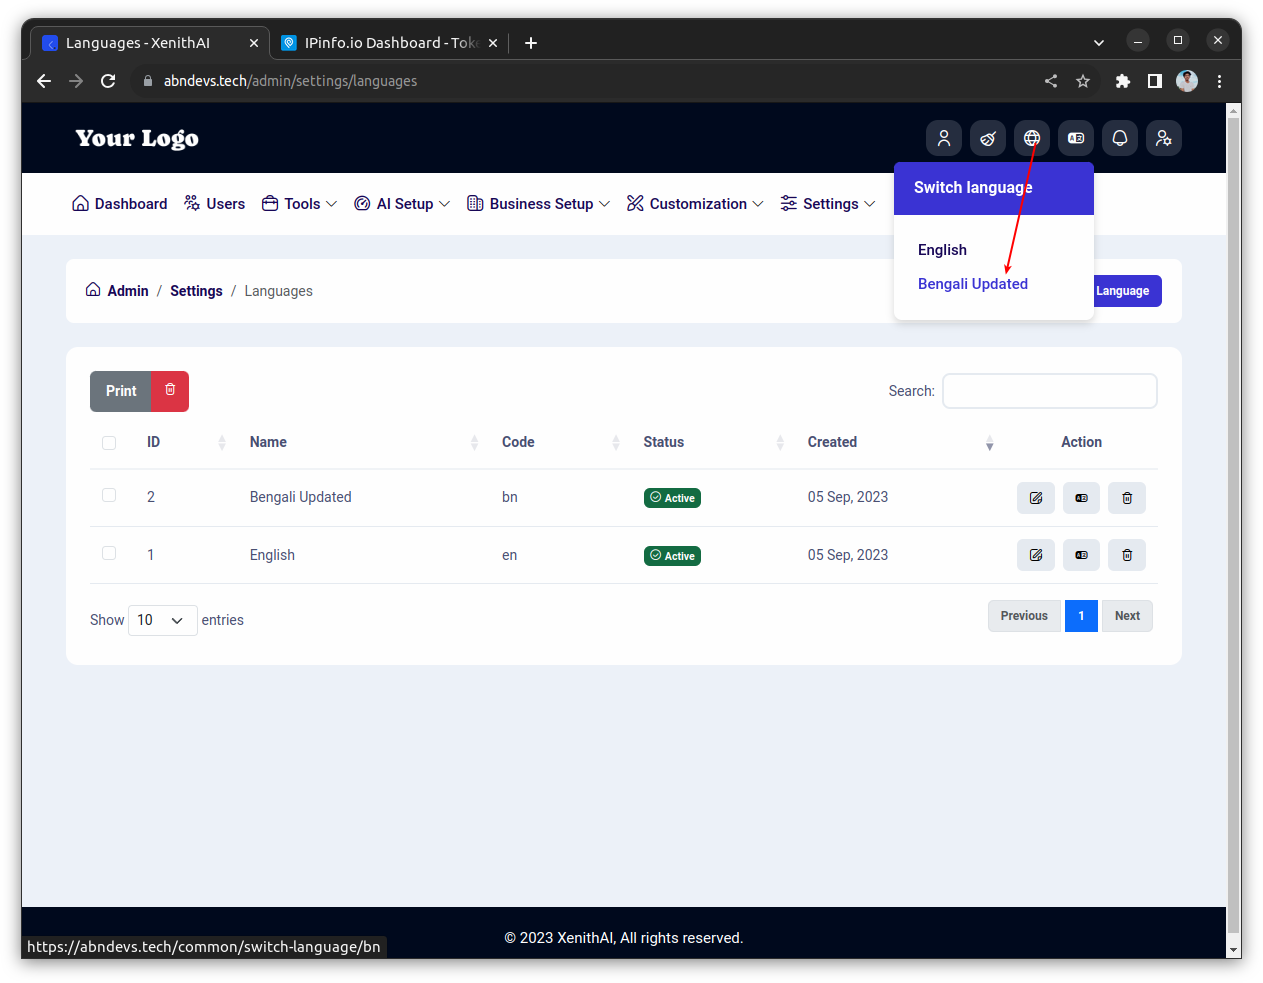 Languages - XenithAI
IPinfo.io Dashboard - Toke
abndevs.tech/admin/settings/languages
Your Logo
Switch language
Dashboard Users Tools AI Setup Business Setup Customization Settings
English
Bengali Updated
Admin / Settings / Languages
Language
Print
Search:
ID Name Code Status Created Action
2 Bengali Updated bn Active 05 Sep, 2023
1 English en Active 05 Sep, 2023
Show 10 entries
Previous 1 Next
© 2023 XenithAI, All rights reserved.
https://abndevs.tech/common/switch-language/bn